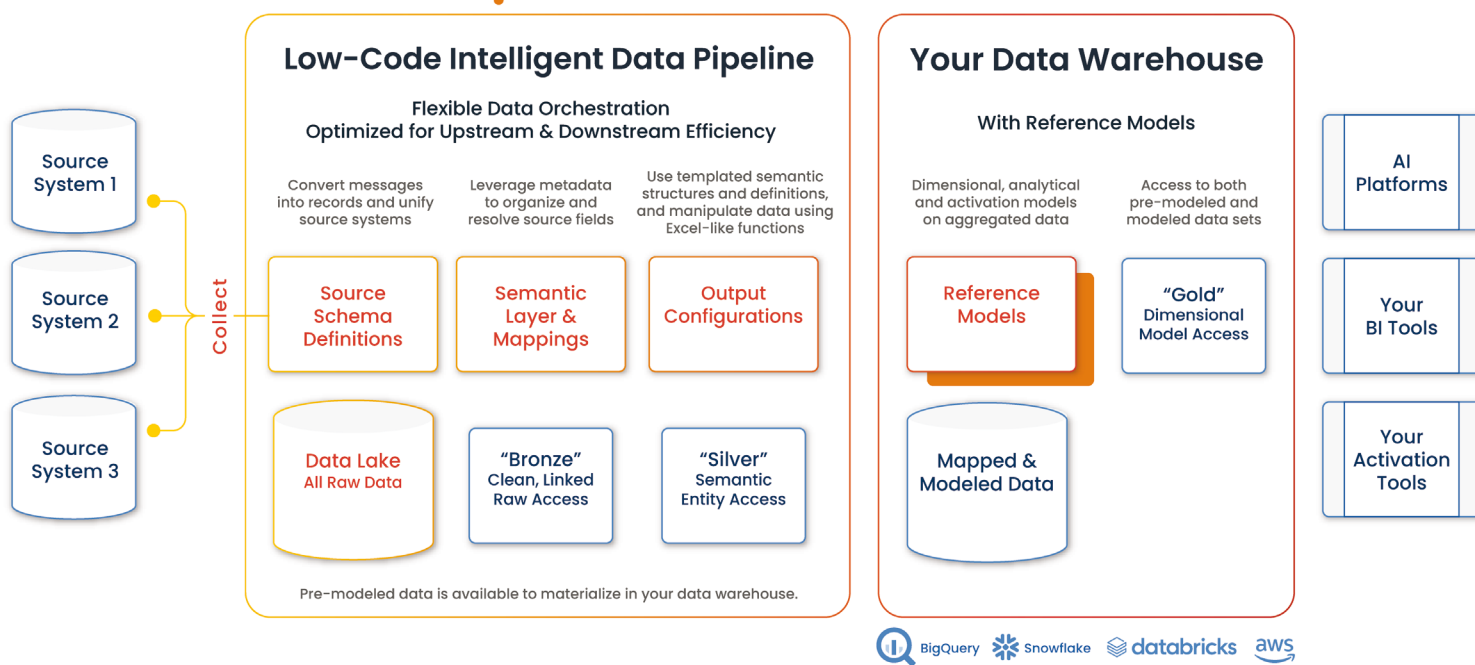 Low-Code Intelligent Data Pipeline
Flexible Data Orchestration
Optimized for Upstream & Downstream Efficiency
Your Data Warehouse
With Reference Models
Source
System 1
Source
System 2
Source
System 3
Collect
Convert messages
into records and unify
source systems
Leverage metadata
to organize and
resolve source fields
Use templated semantic
structures and definitions,
and manipulate data using
Excel-like functions
Source
Schema
Definitions
Semantic
Layer &
Mappings
Output
Configurations
Data Lake
All Raw Data
“Bronze”
Clean, Linked
Raw Access
“Silver”
Semantic
Entity Access
Pre-modeled data is available to materialize in your data warehouse.
Dimensional, analytical
and activation models
on aggregated data
Access to both
pre-modeled and
modeled data sets
Reference
Models
“Gold”
Dimensional
Model Access
Mapped &
Modeled Data
AI
Platforms
Your
BI Tools
Your
Activation
Tools
BigQuery
Snowflake
databricks
aws